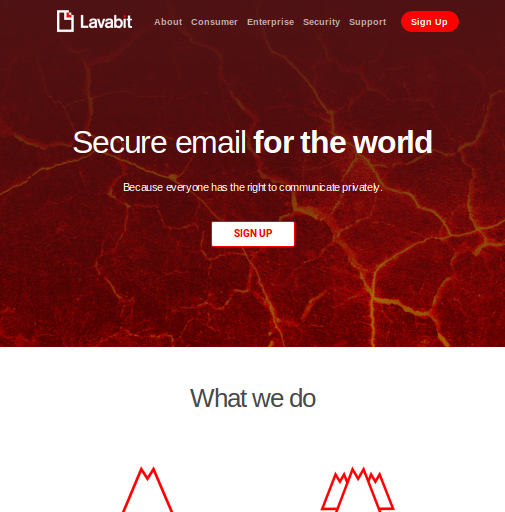 Lavabit
About Consumer Enterprise Security Support Sign Up
Secure email for the world
Because everyone has the right to communicate privately.
SIGN UP
What we do